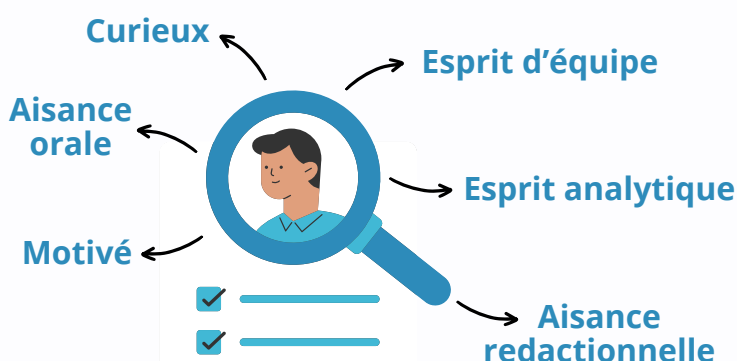 Curieux
Esprit d’équipe
Aisance
orale
Esprit analytique
Motivé
Aisance
redactionnelle